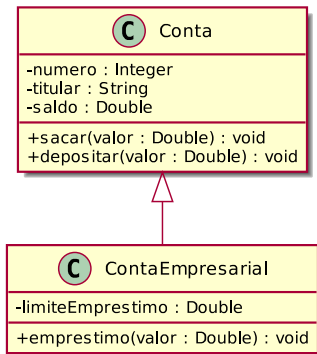 C Conta
-numero : Integer
-titular : String
-saldo : Double
+sacar(valor : Double) : void
+depositar(valor : Double) : void
C ContaEmpresarial
-limiteEmprestimo : Double
+emprestimo(valor : Double) : void